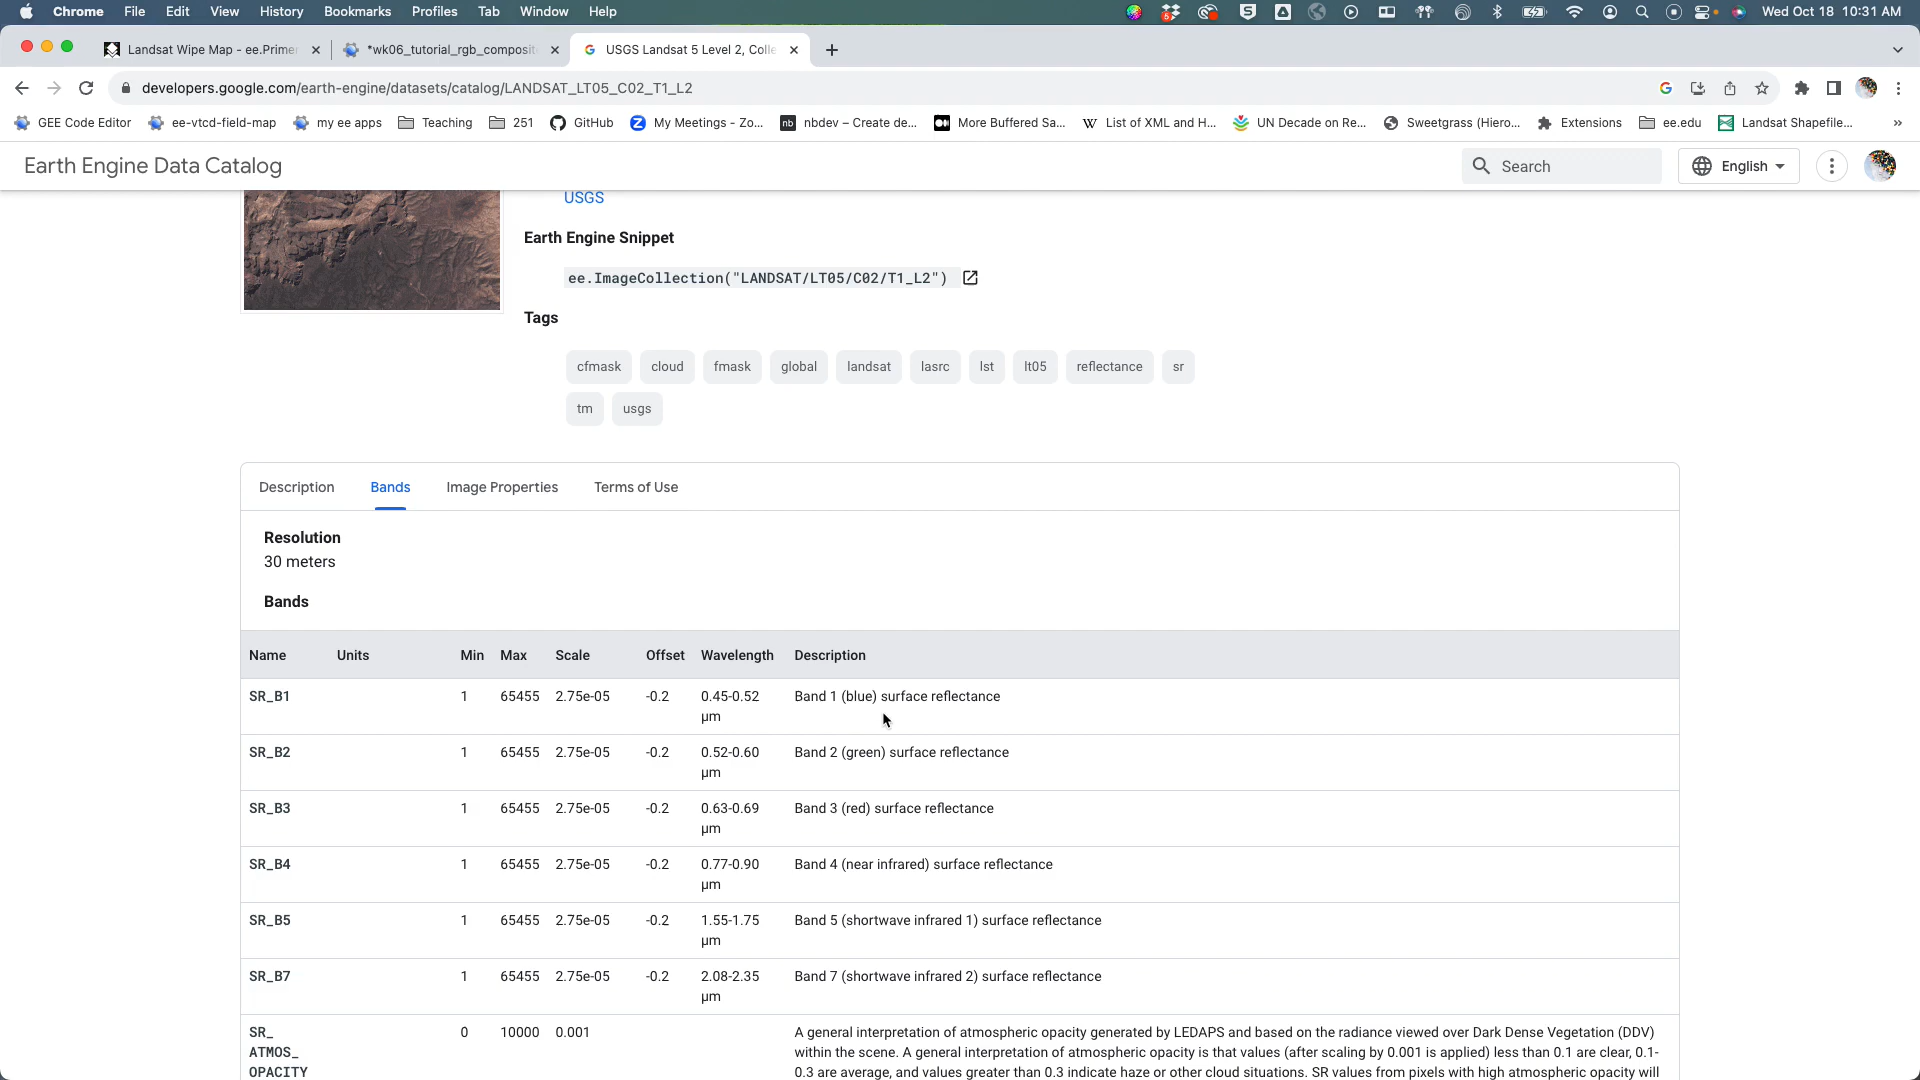 Chrome File Edit View History Bookmarks Profiles Tab Window Help Wed Oct 18 10:31 AM
Landsat Wipe Map - ee.Primer *wk06_tutorial_rgb_composit USGS Landsat 5 Level 2, Colle
developers.google.com/earth-engine/datasets/catalog/LANDSAT_LT05_C02_T1_L2
GEE Code Editor ee-vtcd-field-map my ee apps Teaching 251 GitHub My Meetings - Zo... nbdev – Create de... More Buffered Sa... List of XML and H... UN Decade on Re... Sweetgrass (Hiero... Extensions ee.edu Landsat Shapefile... »
Earth Engine Data Catalog Search English
USGS
Earth Engine Snippet
ee.ImageCollection("LANDSAT/LT05/C02/T1_L2")
Tags
cfmask cloud fmask global landsat lasrc lst lt05 reflectance sr
tm usgs
Description Bands Image Properties Terms of Use
Resolution
30 meters
Bands
Name Units Min Max Scale Offset Wavelength Description
SR_B1 1 65455 2.75e-05 -0.2 0.45-0.52 Band 1 (blue) surface reflectance
μm
SR_B2 1 65455 2.75e-05 -0.2 0.52-0.60 Band 2 (green) surface reflectance
μm
SR_B3 1 65455 2.75e-05 -0.2 0.63-0.69 Band 3 (red) surface reflectance
μm
SR_B4 1 65455 2.75e-05 -0.2 0.77-0.90 Band 4 (near infrared) surface reflectance
μm
SR_B5 1 65455 2.75e-05 -0.2 1.55-1.75 Band 5 (shortwave infrared 1) surface reflectance
μm
SR_B7 1 65455 2.75e-05 -0.2 2.08-2.35 Band 7 (shortwave infrared 2) surface reflectance
μm
SR_ 0 10000 0.001 A general interpretation of atmospheric opacity generated by LEDAPS and based on the radiance viewed over Dark Dense Vegetation (DDV)
ATMOS_ within the scene. A general interpretation of atmospheric opacity is that values (after scaling by 0.001 is applied) less than 0.1 are clear, 0.1-
OPACITY 0.3 are average, and values greater than 0.3 indicate haze or other cloud situations. SR values from pixels with high atmospheric opacity will